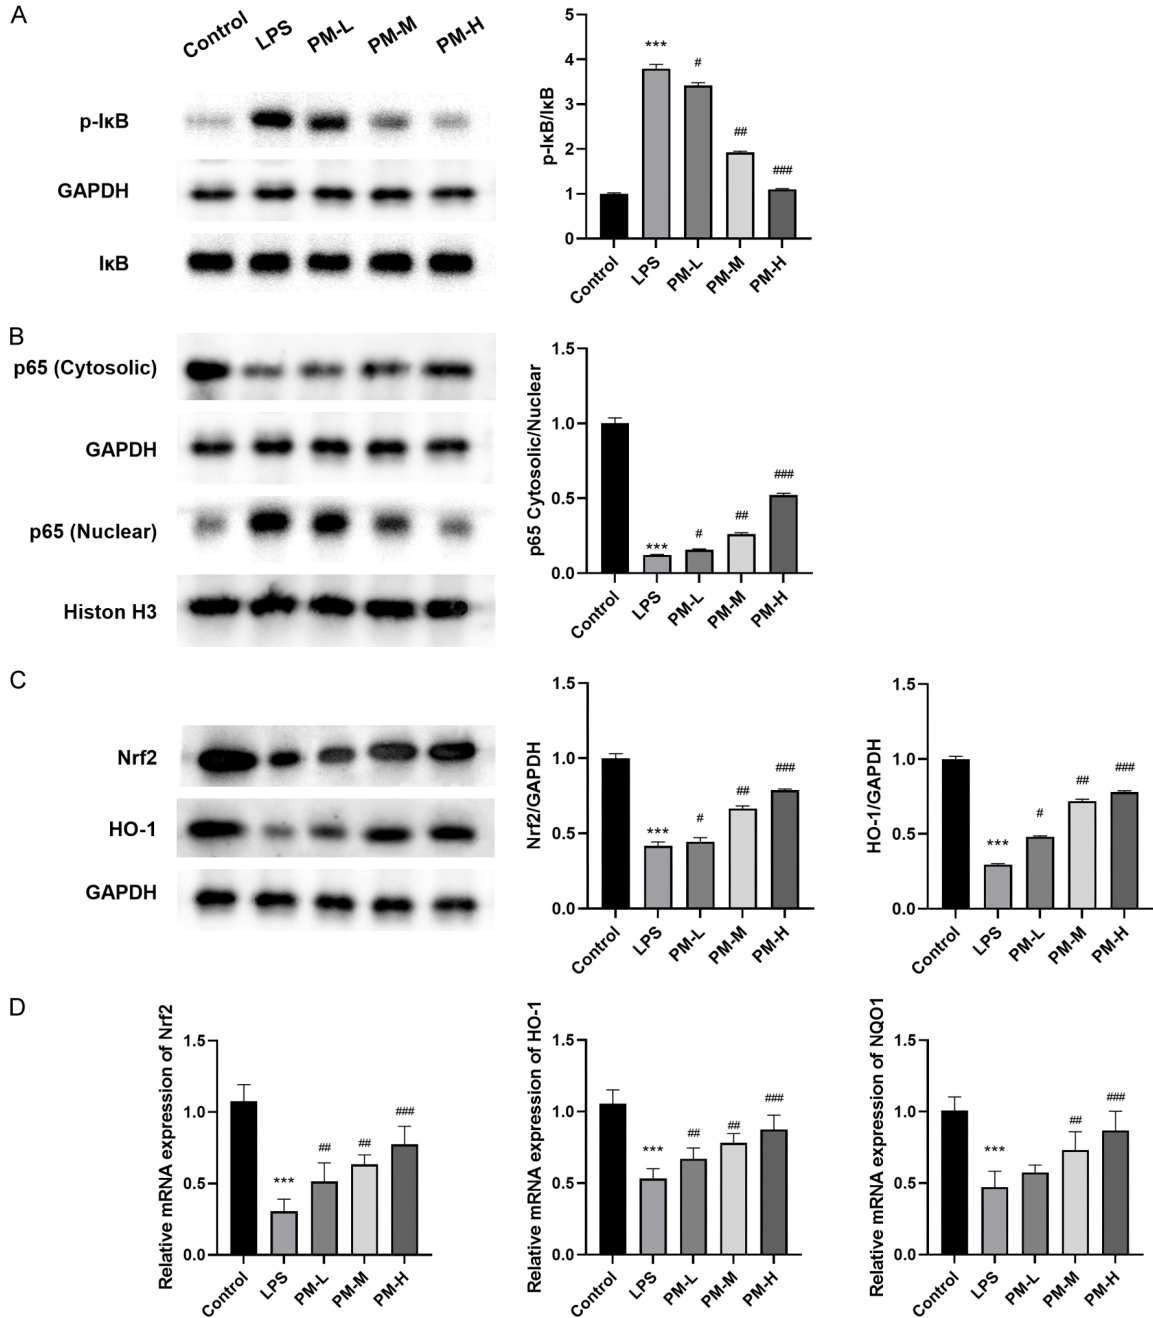 A
Control LPS PM-L PM-M PM-H
p-IκB
GAPDH
IκB
p-IκB/IκB
5
4
3
2
1
0
***
#
##
###
Control LPS PM-L PM-M PM-H
B
p65 (Cytosolic)
GAPDH
p65 (Nuclear)
Histon H3
p65 Cytosolic/Nuclear
1.5
1.0
0.5
0.0
***
#
##
###
Control LPS PM-L PM-M PM-H
C
Nrf2
HO-1
GAPDH
Nrf2/GAPDH
1.5
1.0
0.5
0.0
***
#
##
###
Control LPS PM-L PM-M PM-H
HO-1/GAPDH
1.5
1.0
0.5
0.0
***
#
##
###
Control LPS PM-L PM-M PM-H
D
Relative mRNA expression of Nrf2
1.5
1.0
0.5
0.0
***
##
##
###
Control LPS PM-L PM-M PM-H
Relative mRNA expression of HO-1
1.5
1.0
0.5
0.0
***
##
##
###
Control LPS PM-L PM-M PM-H
Relative mRNA expression of NQO1
1.5
1.0
0.5
0.0
***
##
###
Control LPS PM-L PM-M PM-H